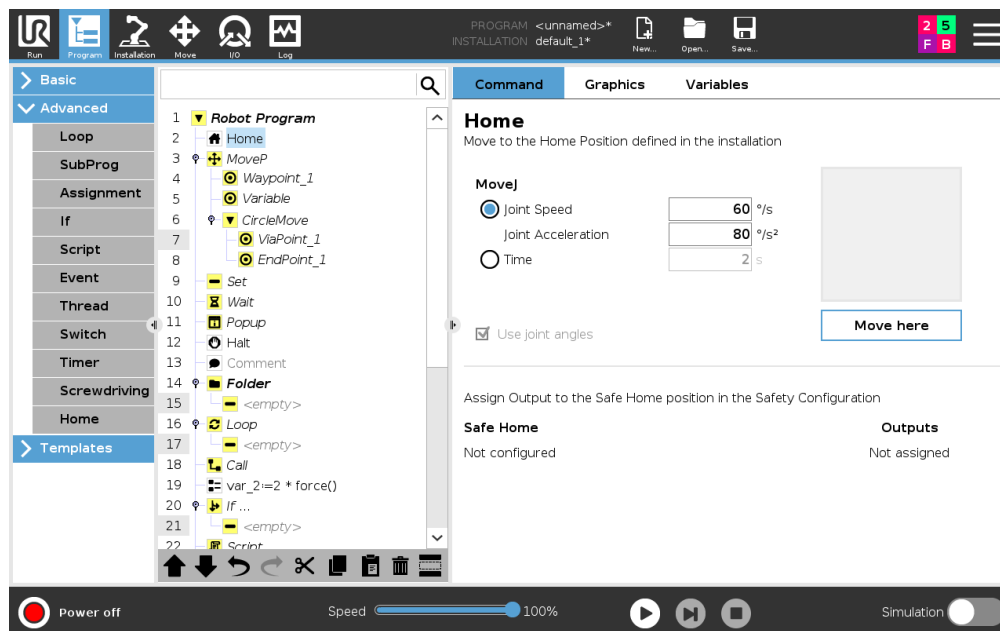 UR
PROGRAM <unnamed>*
INSTALLATION default_1*
2 5
F B
Run Program Installation Move I/O Log New... Open... Save...
Basic
Advanced
Loop
SubProg
Assignment
If
Script
Event
Thread
Switch
Timer
Screwdriving
Home
Templates
1 Robot Program
2 Home
3 MoveP
4 Waypoint_1
5 Variable
6 CircleMove
7 ViaPoint_1
8 EndPoint_1
9 Set
10 Wait
11 Popup
12 Halt
13 Comment
14 Folder
15 <empty>
16 Loop
17 <empty>
18 Call
19 var_2:=2 * force()
20 If ...
21 <empty>
22 Script
Command Graphics Variables
Home
Move to the Home Position defined in the installation
MoveJ
Joint Speed 60 °/s
Joint Acceleration 80 °/s²
Time 2 s
Use joint angles
Move here
Assign Output to the Safe Home position in the Safety Configuration
Safe Home Outputs
Not configured Not assigned
Power off Speed 100% Simulation